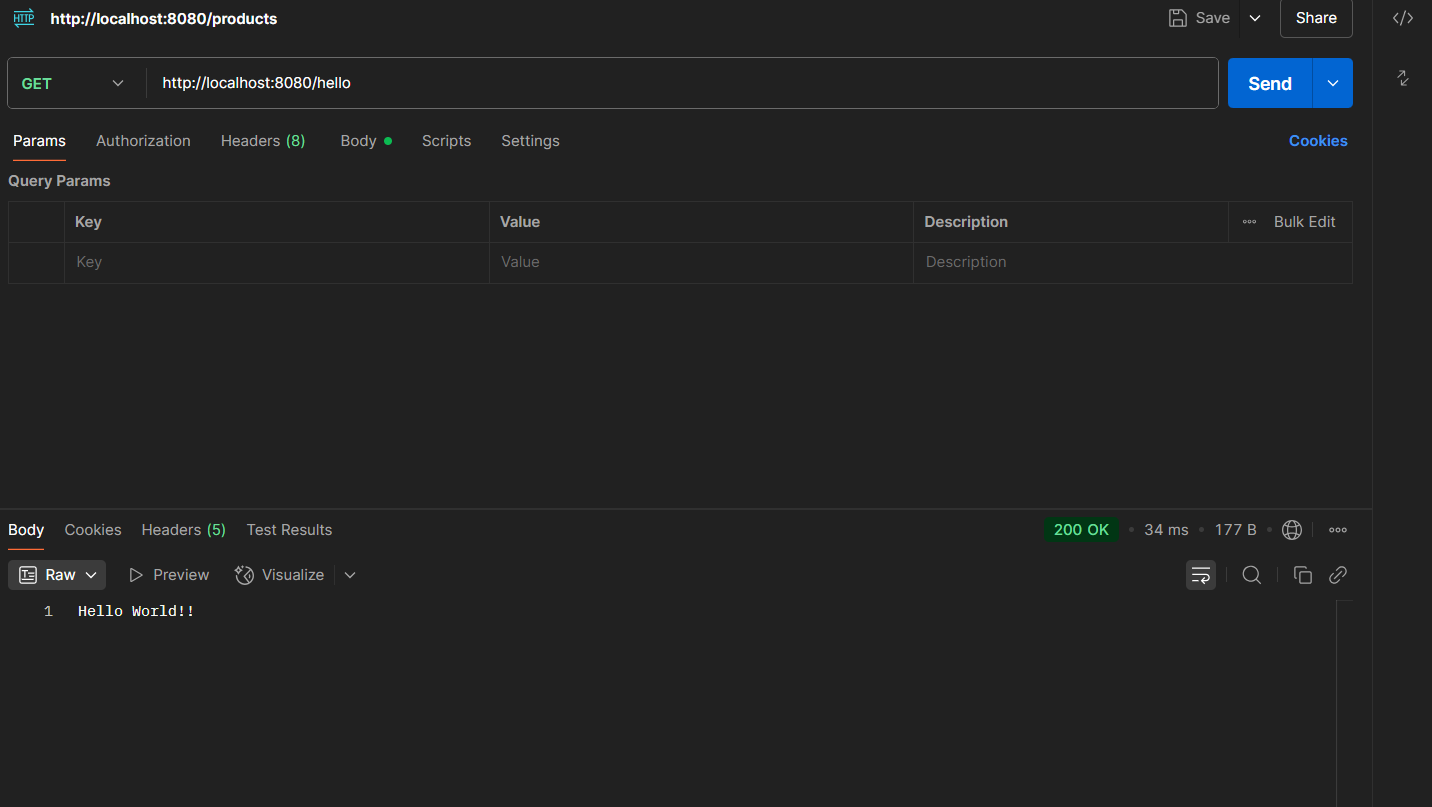 HTTP http://localhost:8080/products Save Share
GET http://localhost:8080/hello Send
Params Authorization Headers (8) Body Scripts Settings Cookies
Query Params
Key Value Description Bulk Edit
Key Value Description
Body Cookies Headers (5) Test Results 200 OK 34 ms 177 B
Raw Preview Visualize
1 Hello World!!